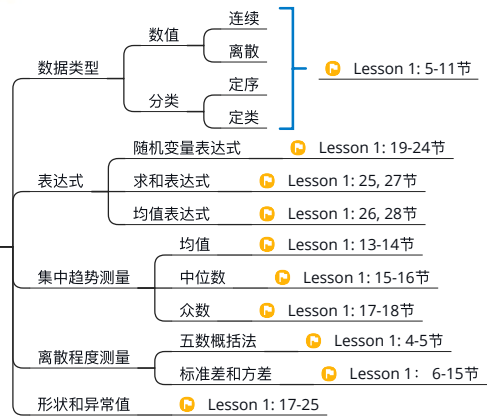 数据类型
数值
连续
离散
分类
定序
定类
Lesson 1: 5-11节
表达式
随机变量表达式
Lesson 1: 19-24节
求和表达式
Lesson 1: 25, 27节
均值表达式
Lesson 1: 26, 28节
集中趋势测量
均值
Lesson 1: 13-14节
中位数
Lesson 1: 15-16节
众数
Lesson 1: 17-18节
离散程度测量
五数概括法
Lesson 1: 4-5节
标准差和方差
Lesson 1： 6-15节
形状和异常值
Lesson 1: 17-25